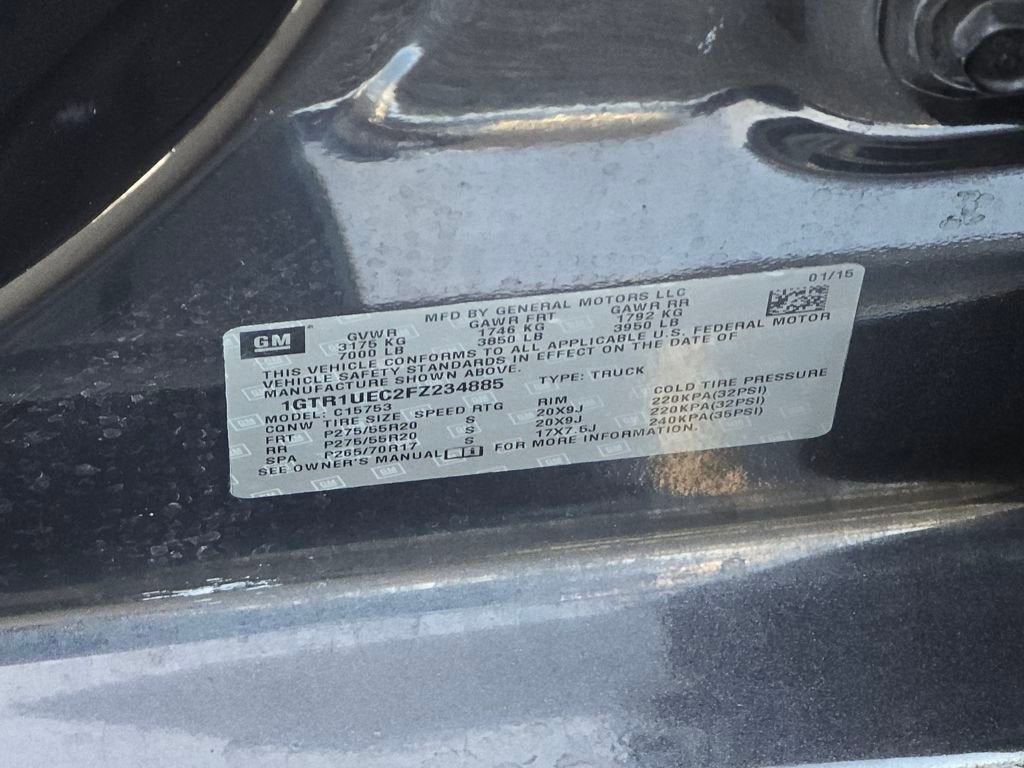 01/15
MFD BY GENERAL MOTORS LLC
GM
GVWR GAWR FRT GAWR RR
3175 KG 1746 KG 1792 KG
7000 LB 3850 LB 3950 LB
THIS VEHICLE CONFORMS TO ALL APPLICABLE U.S. FEDERAL MOTOR
VEHICLE SAFETY STANDARDS IN EFFECT ON THE DATE OF
MANUFACTURE SHOWN ABOVE.
1GTR1UEC2FZ234885 TYPE: TRUCK
MODEL: C15753
CONW TIRE SIZE SPEED RTG RIM COLD TIRE PRESSURE
FRT P275/55R20 S 20X9J 220KPA(32PSI)
RR P275/55R20 S 20X9J 220KPA(32PSI)
SPA P265/70R17 S 17X7.5J 240KPA(35PSI)
SEE OWNER'S MANUAL FOR MORE INFORMATION.